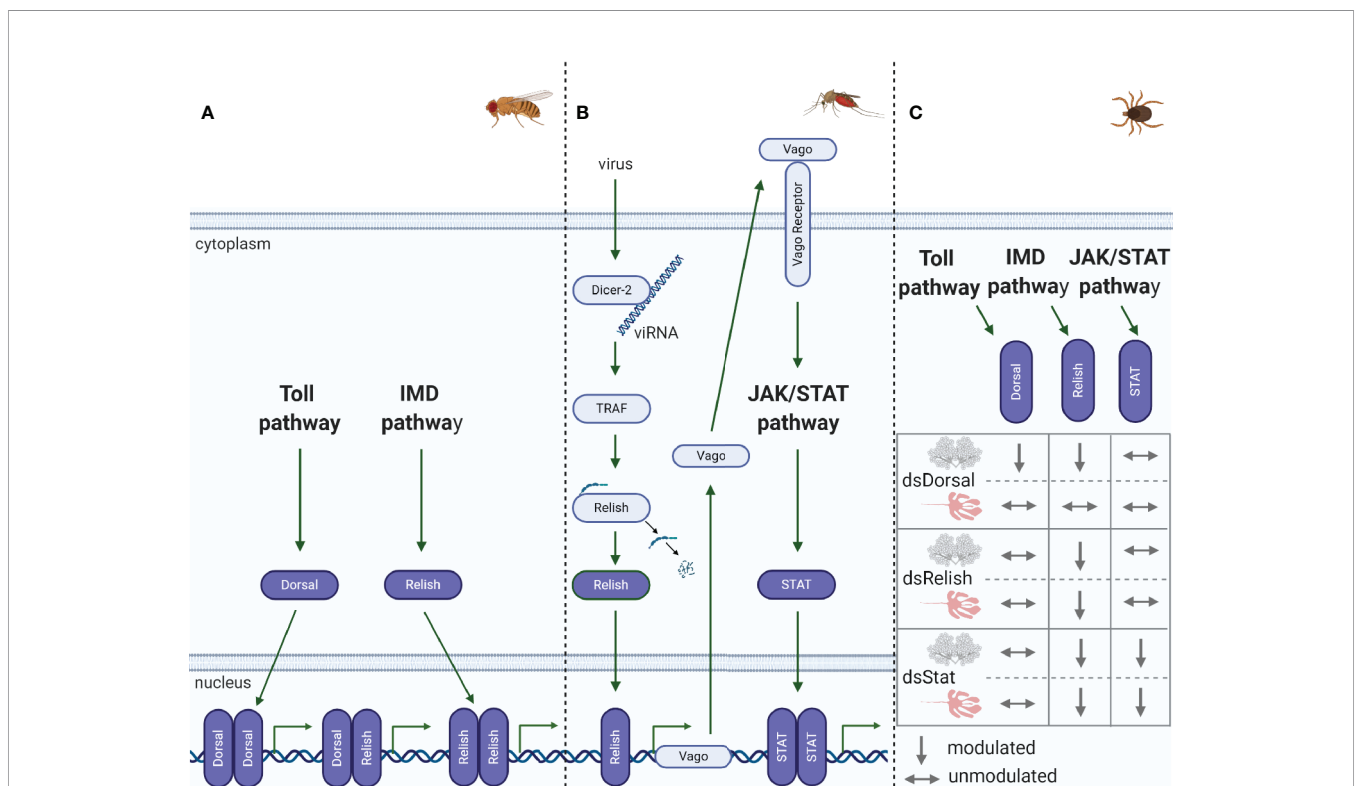 A
B
C
virus
Vago
Vago Receptor
cytoplasm
Dicer-2
viRNA
Toll
pathway
IMD
pathway
JAK/STAT
pathway
Dorsal
Relish
STAT
Toll
pathway
IMD
pathway
TRAF
JAK/STAT
pathway
Vago
Relish
dsDorsal
Dorsal
Relish
Relish
STAT
dsRelish
dsStat
nucleus
Dorsal
Dorsal
Dorsal
Relish
Relish
Relish
Relish
Vago
STAT
STAT
modulated
unmodulated